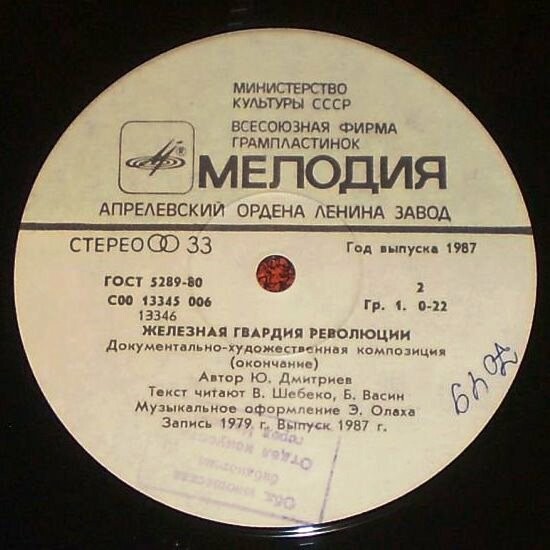 МИНИСТЕРСТВО
КУЛЬТУРЫ СССР
ВСЕСОЮЗНАЯ ФИРМА
ГРАМПЛАСТИНОК
МЕЛОДИЯ
АПРЕЛЕВСКИЙ ОРДЕНА ЛЕНИНА ЗАВОД
СТЕРЕО 33
Год выпуска 1987
ГОСТ 5289-80
2
С00 13345 006
Гр. 1. 0-22
13346
ЖЕЛЕЗНАЯ ГВАРДИЯ РЕВОЛЮЦИИ
Документально-художественная композиция
(окончание)
Автор Ю. Дмитриев
Текст читают В. Шебеко, Б. Васин
Музыкальное оформление Э. Олаха
Запись 1979 г. Выпуск 1987 г.
Отдел